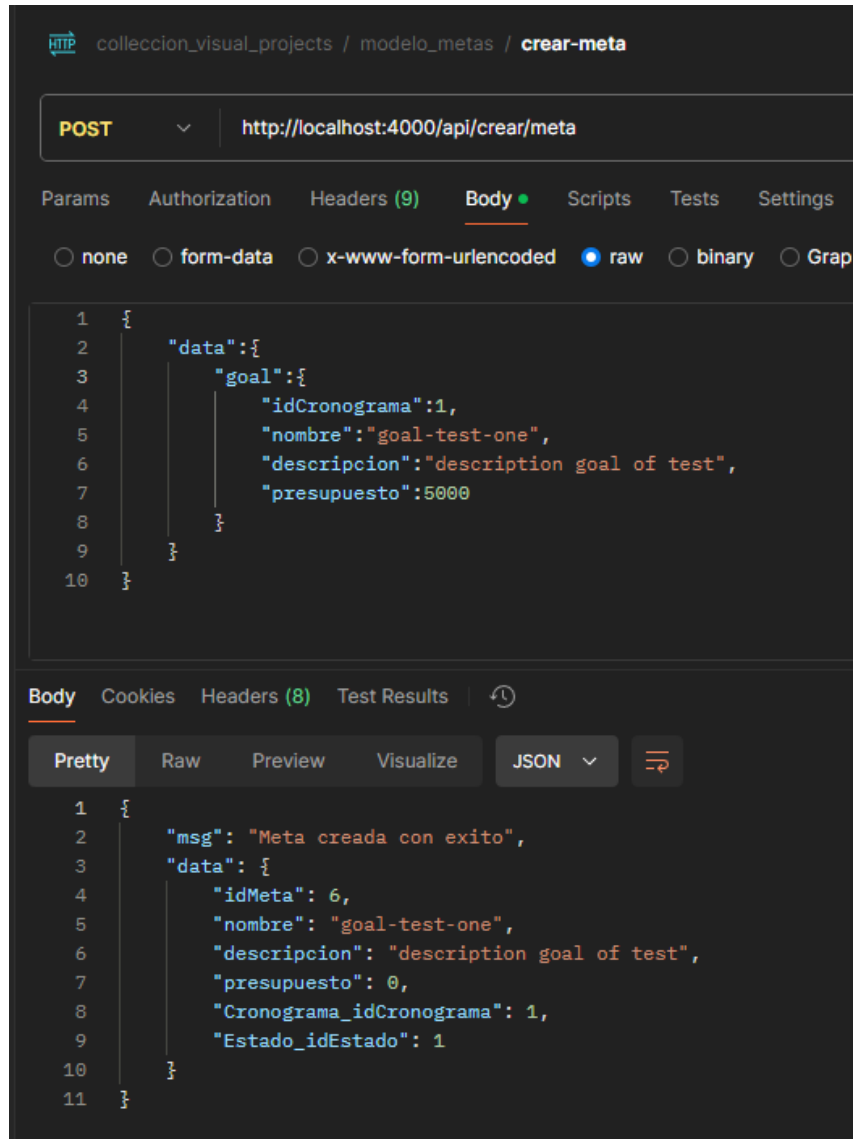 HTTP colleccion_visual_projects / modelo_metas / crear-meta
POST http://localhost:4000/api/crear/meta
Params Authorization Headers (9) Body Scripts Tests Settings
none form-data x-www-form-urlencoded raw binary Grap
1 {
2 "data":{
3 "goal":{
4 "idCronograma":1,
5 "nombre":"goal-test-one",
6 "descripcion":"description goal of test",
7 "presupuesto":5000
8 }
9 }
10 }
Body Cookies Headers (8) Test Results
Pretty Raw Preview Visualize JSON
1 {
2 "msg": "Meta creada con exito",
3 "data": {
4 "idMeta": 6,
5 "nombre": "goal-test-one",
6 "descripcion": "description goal of test",
7 "presupuesto": 0,
8 "Cronograma_idCronograma": 1,
9 "Estado_idEstado": 1
10 }
11 }